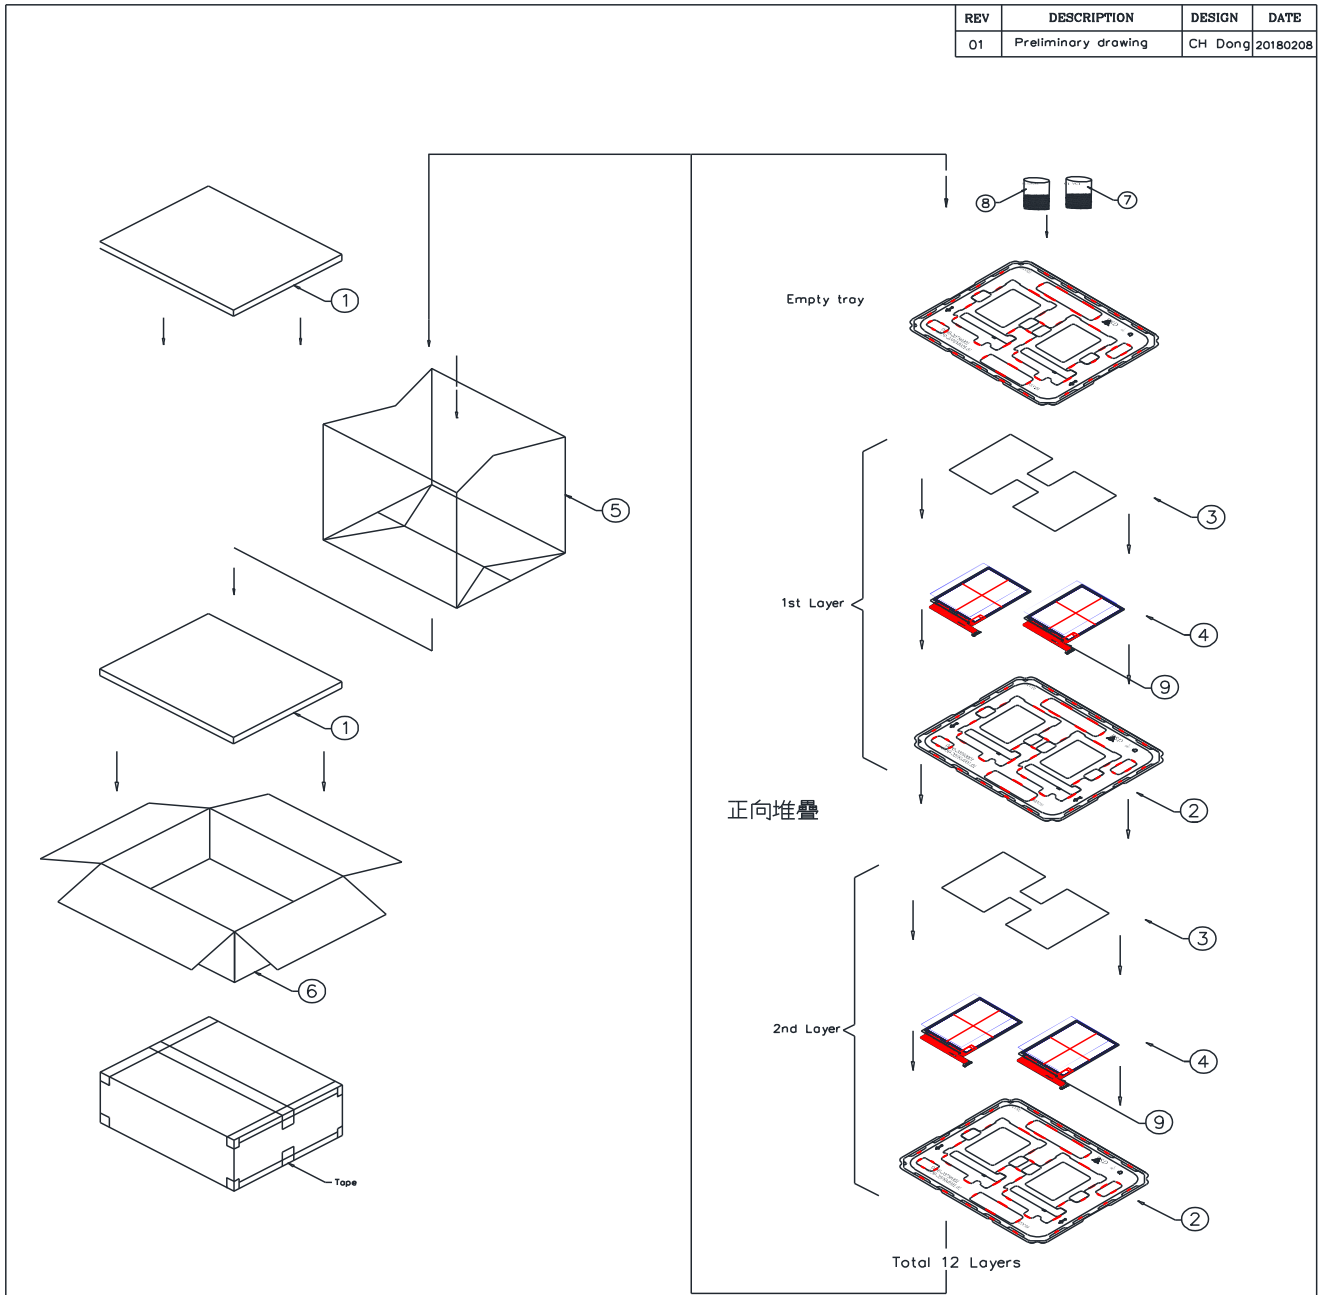 REV DESCRIPTION DESIGN DATE
01 Preliminary drawing CH Dong 20180208
8 7
1
Empty tray
5
3
1st Layer
4
9
1
2
正向堆疊
3
6
2nd Layer
4
9
Tape
2
Total 12 Layers